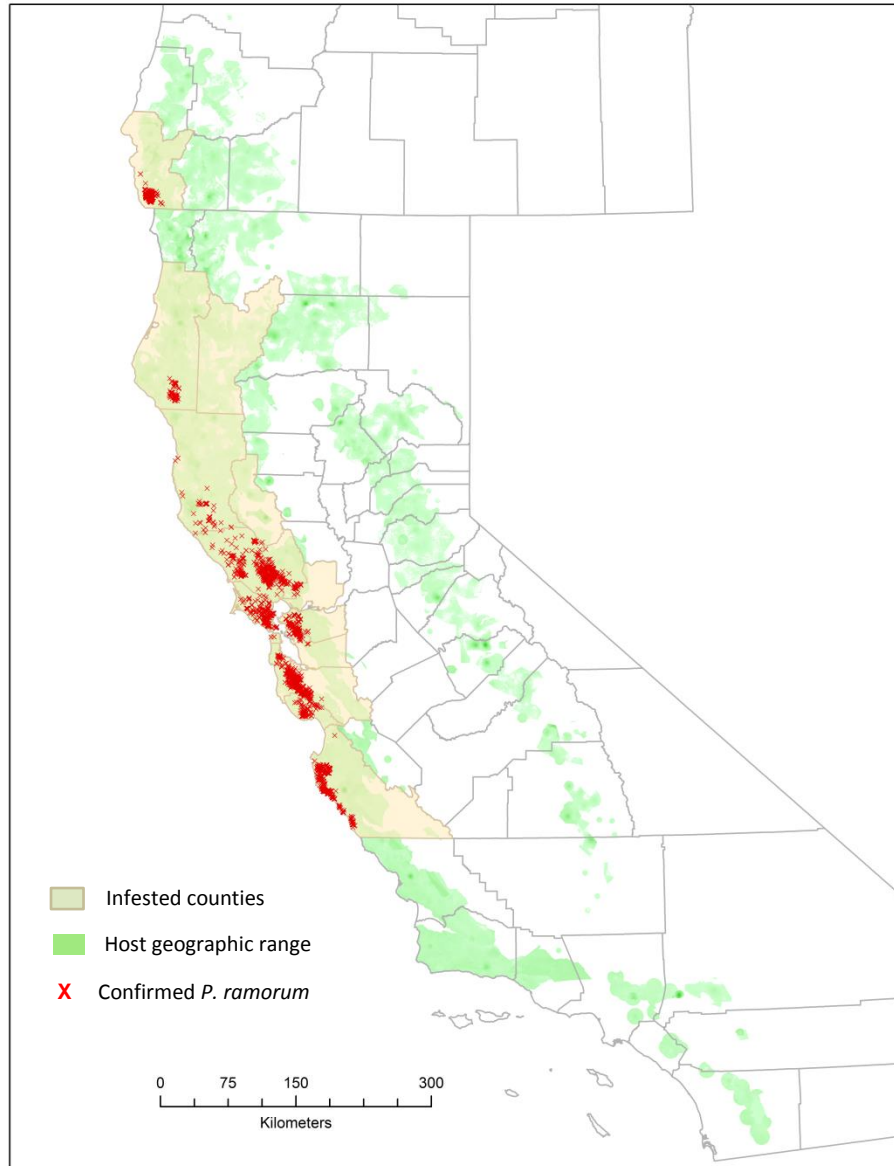 Infested counties
Host geographic range
X Confirmed P. ramorum
0 75 150 300
Kilometers